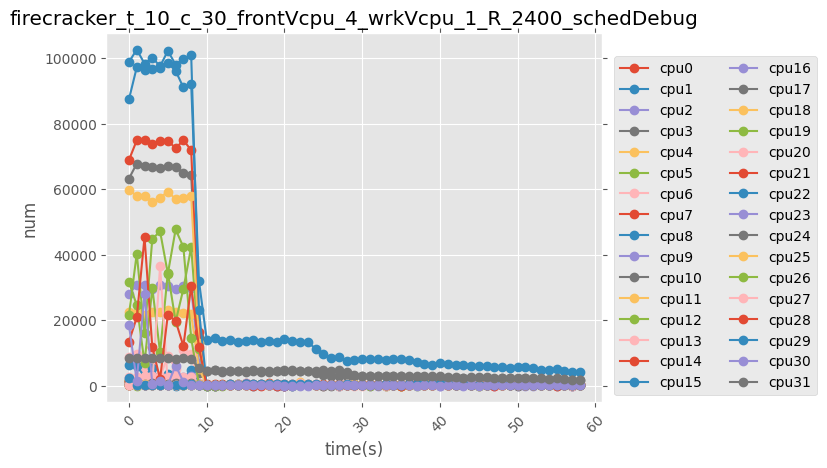 firecracker_t_10_c_30_frontVcpu_4_wrkVcpu_1_R_2400_schedDebug
num
100000
80000
60000
40000
20000
0
0
10
20
30
40
50
60
time(s)
cpu0
cpu1
cpu2
cpu3
cpu4
cpu5
cpu6
cpu7
cpu8
cpu9
cpu10
cpu11
cpu12
cpu13
cpu14
cpu15
cpu16
cpu17
cpu18
cpu19
cpu20
cpu21
cpu22
cpu23
cpu24
cpu25
cpu26
cpu27
cpu28
cpu29
cpu30
cpu31